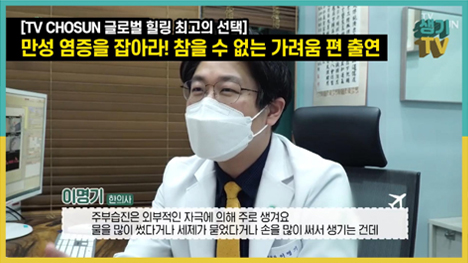 [TV CHOSUN 글로벌 힐링 최고의 선택]
만성 염증을 잡아라! 참을 수 없는 가려움 편 출연
생기
TV
이명기 한의사
주부습진은 외부적인 자극에 의해 주로 생겨요
물을 많이 썼다거나 세제가 묻었다거나 손을 많이 써서 생기는 건데